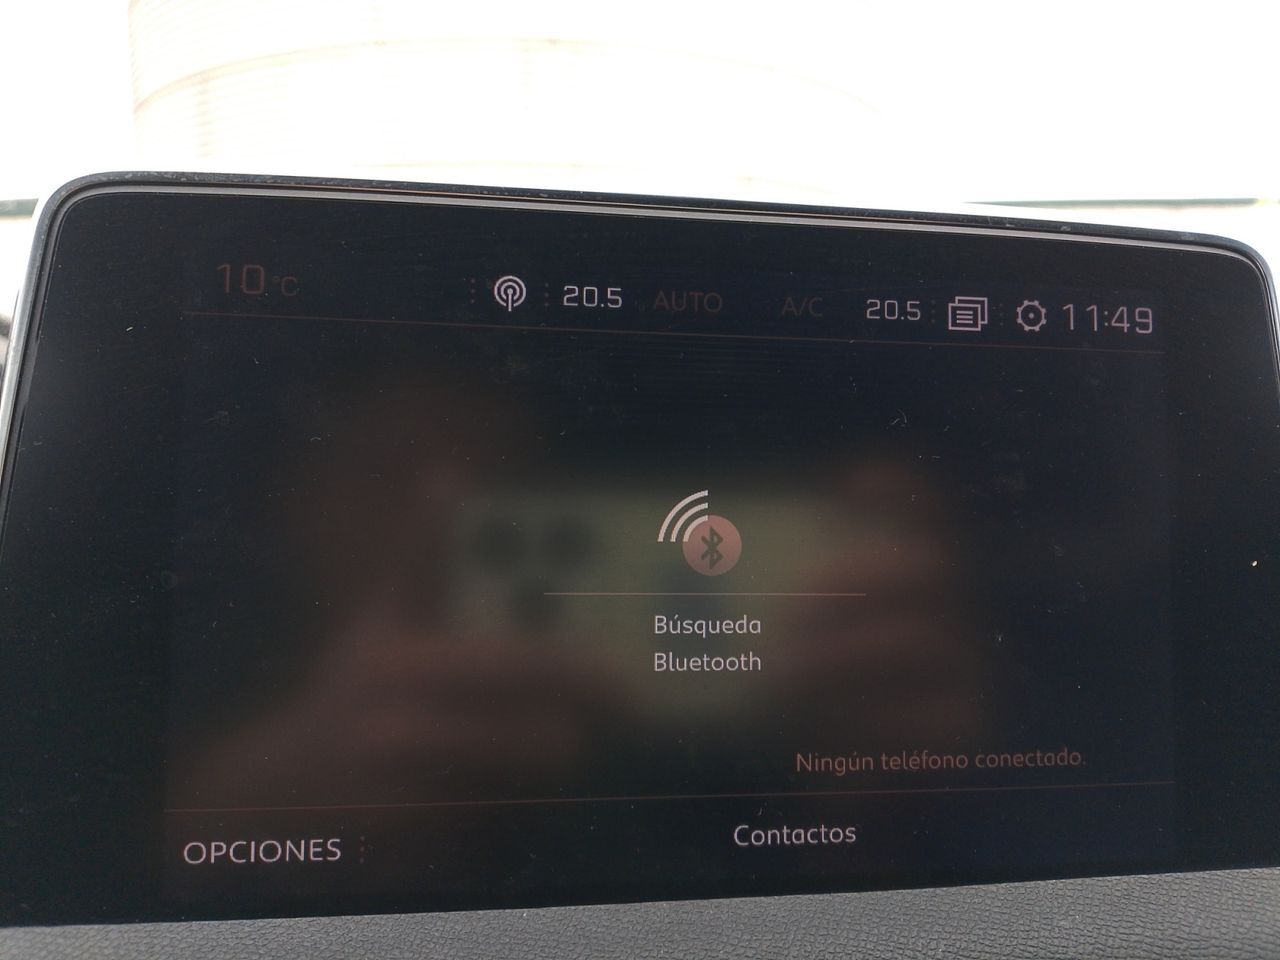 10 °C 20.5 AUTO A/C 20.5 11:49
Búsqueda
Bluetooth
Ningún teléfono conectado.
OPCIONES Contactos